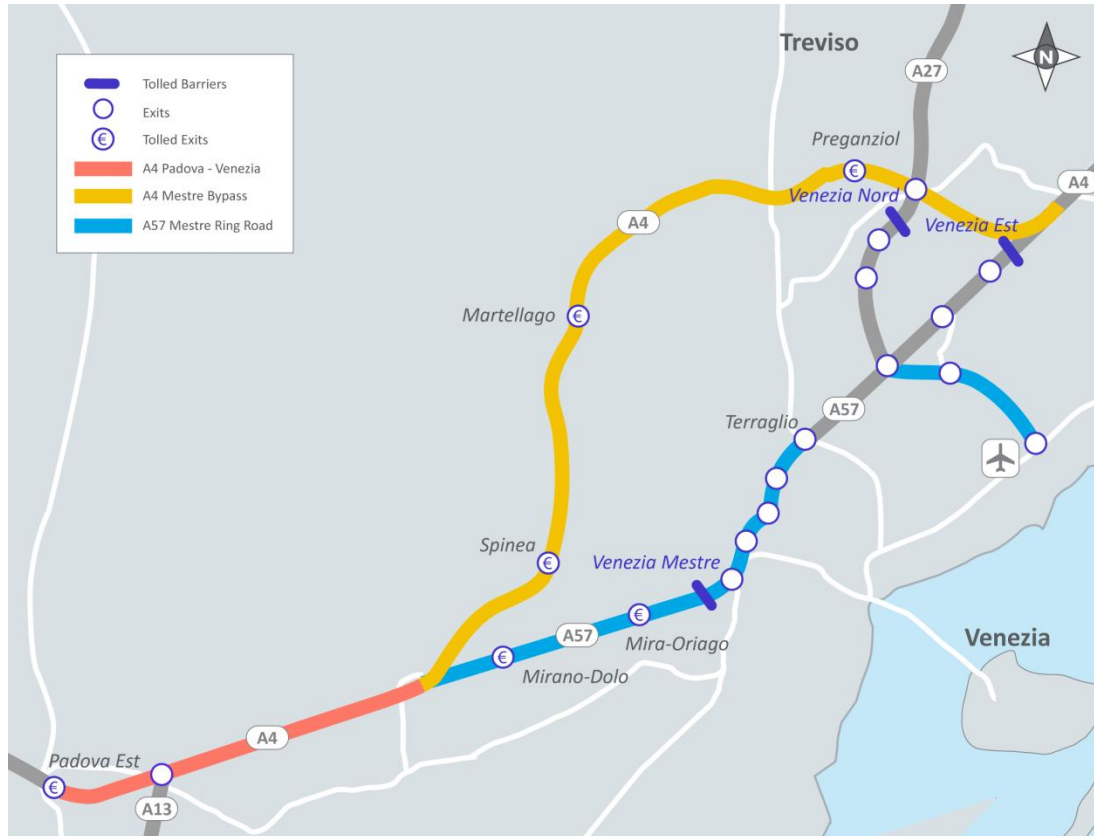 Treviso
N
A27
Tolled Barriers
Exits
€
Tolled Exits
A4 Padova - Venezia
A4 Mestre Bypass
A57 Mestre Ring Road
Preganziol
€
Venezia Nord
A4
A4
Venezia Est
Martellago
€
A57
Terraglio
Spinea
€
Venezia Mestre
€
A57
Mira-Oriago
Venezia
€
Mirano-Dolo
A4
Padova Est
€
A13